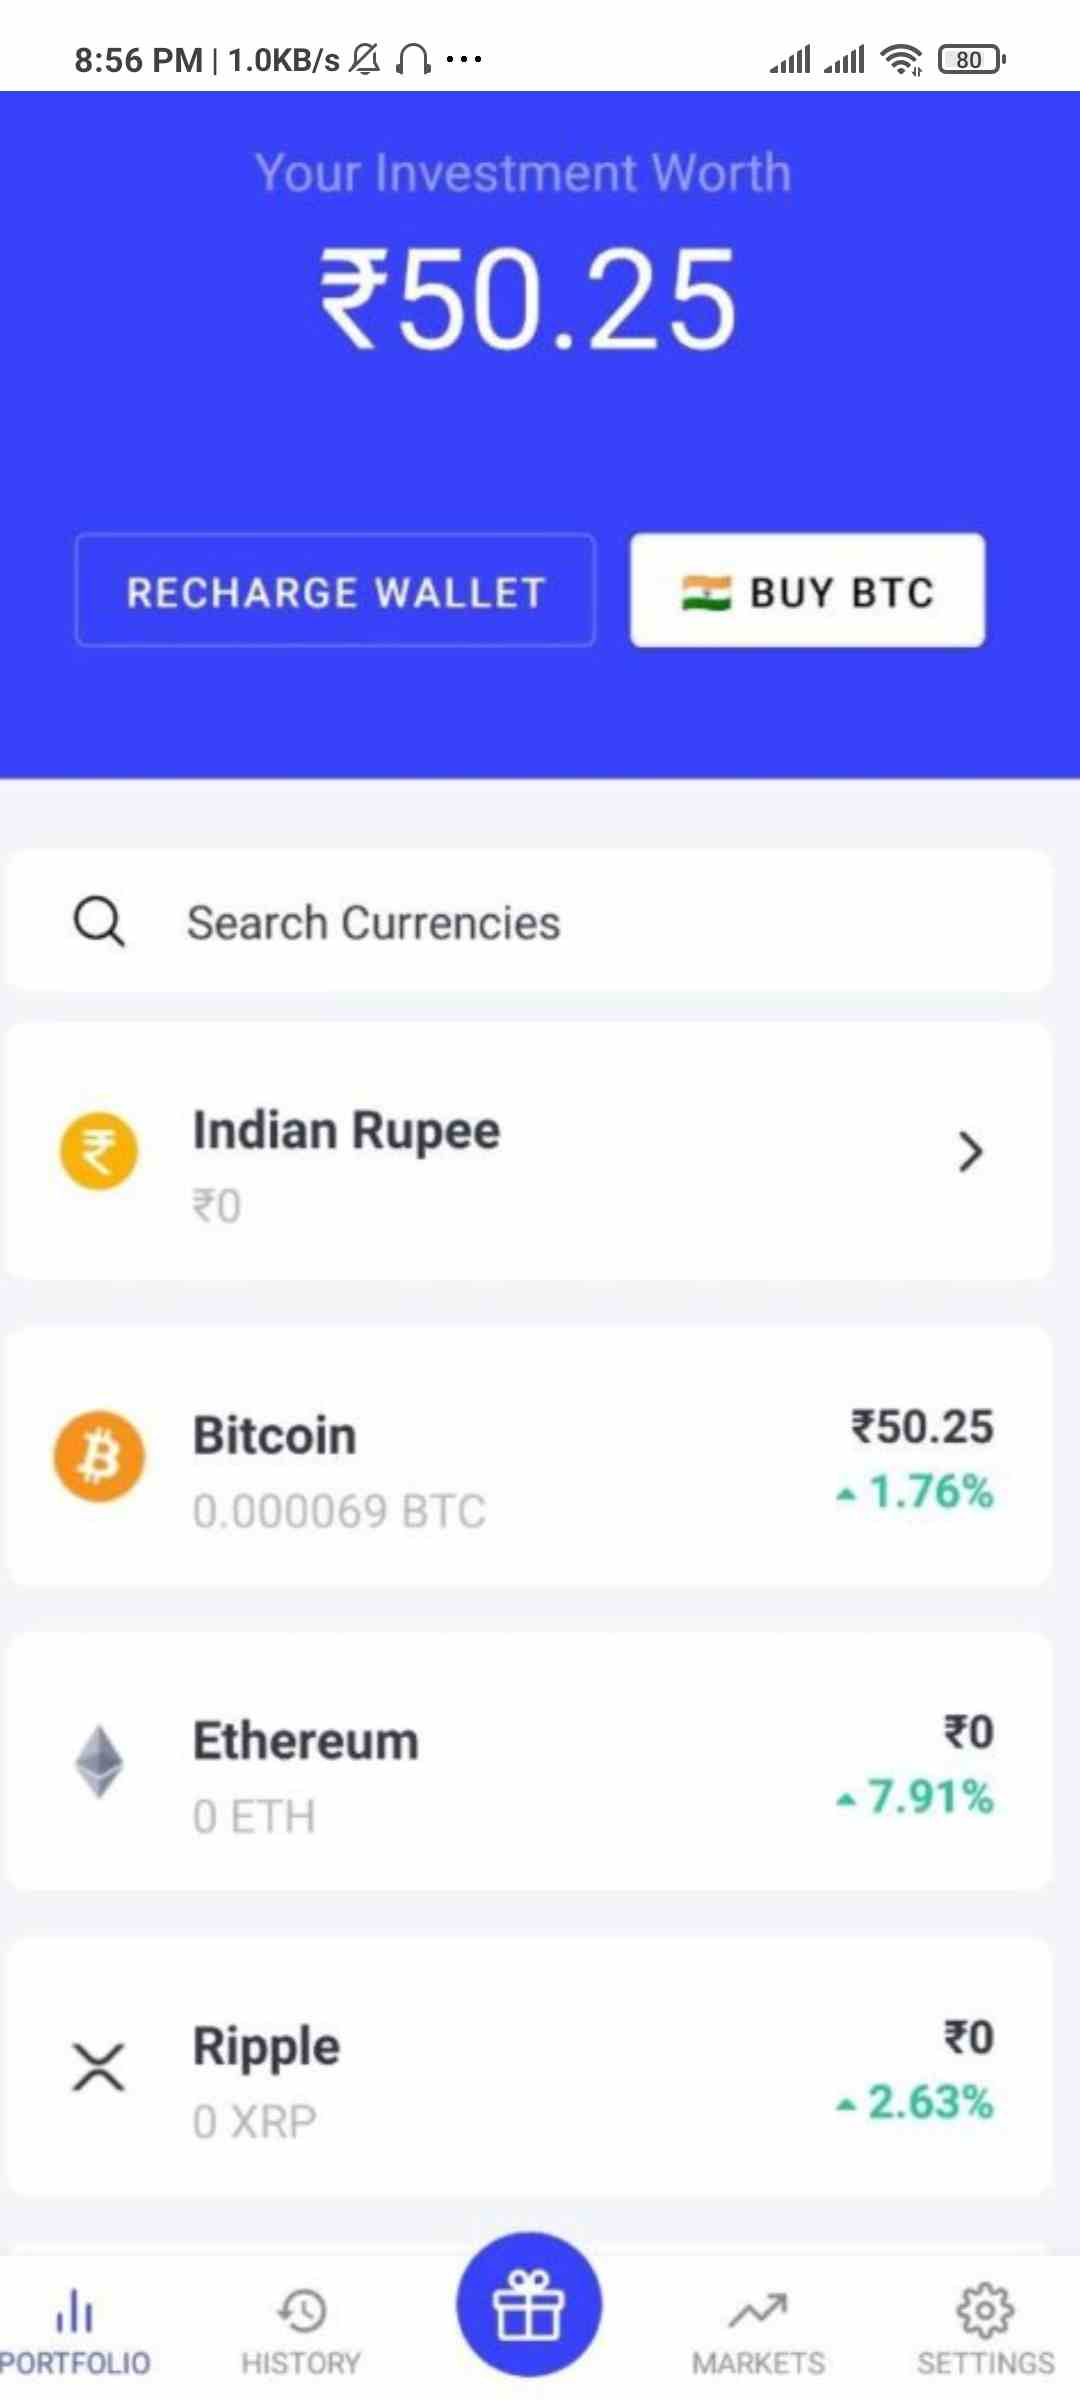 8:56 PM | 1.0KB/s ...
80
Your Investment Worth
₹50.25
RECHARGE WALLET
BUY BTC
Search Currencies
Indian Rupee
₹0
Bitcoin
₹50.25
0.000069 BTC
1.76%
Ethereum
₹0
0 ETH
7.91%
Ripple
₹0
0 XRP
2.63%
PORTFOLIO
HISTORY
MARKETS
SETTINGS